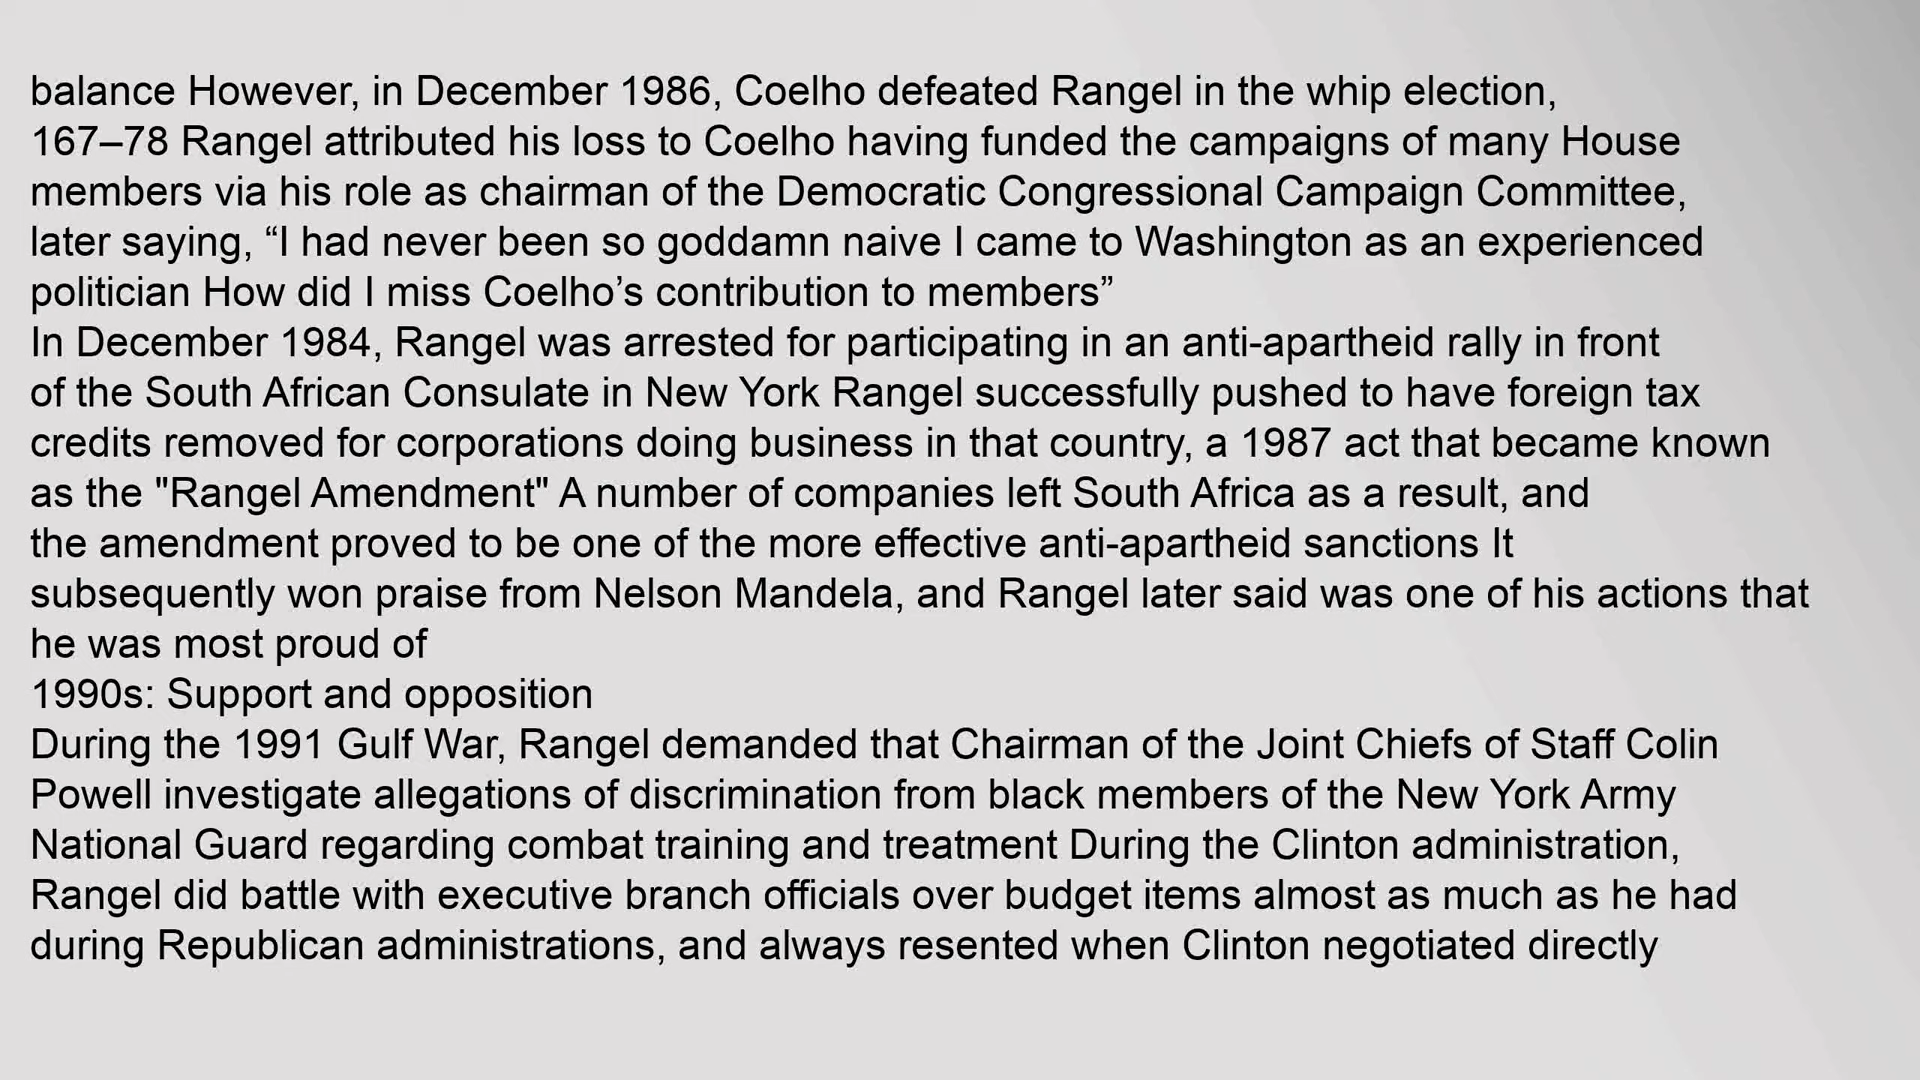 balance However, in December 1986, Coelho defeated Rangel in the whip election,
167–78 Rangel attributed his loss to Coelho having funded the campaigns of many House
members via his role as chairman of the Democratic Congressional Campaign Committee,
later saying, “I had never been so goddamn naive I came to Washington as an experienced
politician How did I miss Coelho’s contribution to members”
In December 1984, Rangel was arrested for participating in an anti-apartheid rally in front
of the South African Consulate in New York Rangel successfully pushed to have foreign tax
credits removed for corporations doing business in that country, a 1987 act that became known
as the "Rangel Amendment" A number of companies left South Africa as a result, and
the amendment proved to be one of the more effective anti-apartheid sanctions It
subsequently won praise from Nelson Mandela, and Rangel later said was one of his actions that
he was most proud of
1990s: Support and opposition
During the 1991 Gulf War, Rangel demanded that Chairman of the Joint Chiefs of Staff Colin
Powell investigate allegations of discrimination from black members of the New York Army
National Guard regarding combat training and treatment During the Clinton administration,
Rangel did battle with executive branch officials over budget items almost as much as he had
during Republican administrations, and always resented when Clinton negotiated directly